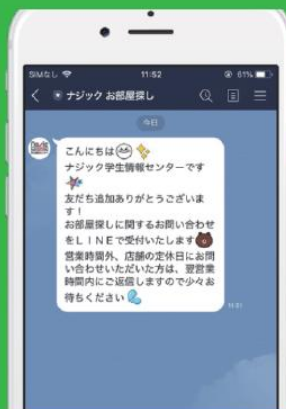 SIMなし
11:52
61%
ナジック お部屋探し
今日
こんにちは
ナジック学生情報センターです
友だち追加ありがとうございま
す！
お部屋探しに関するお問い合わせ
をＬＩＮＥで受付いたします
営業時間外、店舗の定休日にお問
い合わせいただいた方は、翌営業
時間内にご返信しますので少々お
待ちください